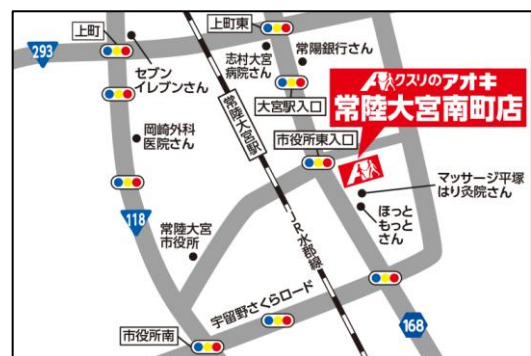 上町
上町東
293
セブン
イレブンさん
志村大宮
病院さん
常陽銀行さん
クスリのアオキ
常陸大宮南町店
大宮駅入口
岡崎外科
医院さん
常陸大宮駅
市役所東入口
マッサージ平塚
はり灸院さん
ほっと
もっと
さん
118
常陸大宮
市役所
JR水郡線
宇留野さくらロード
市役所南
168